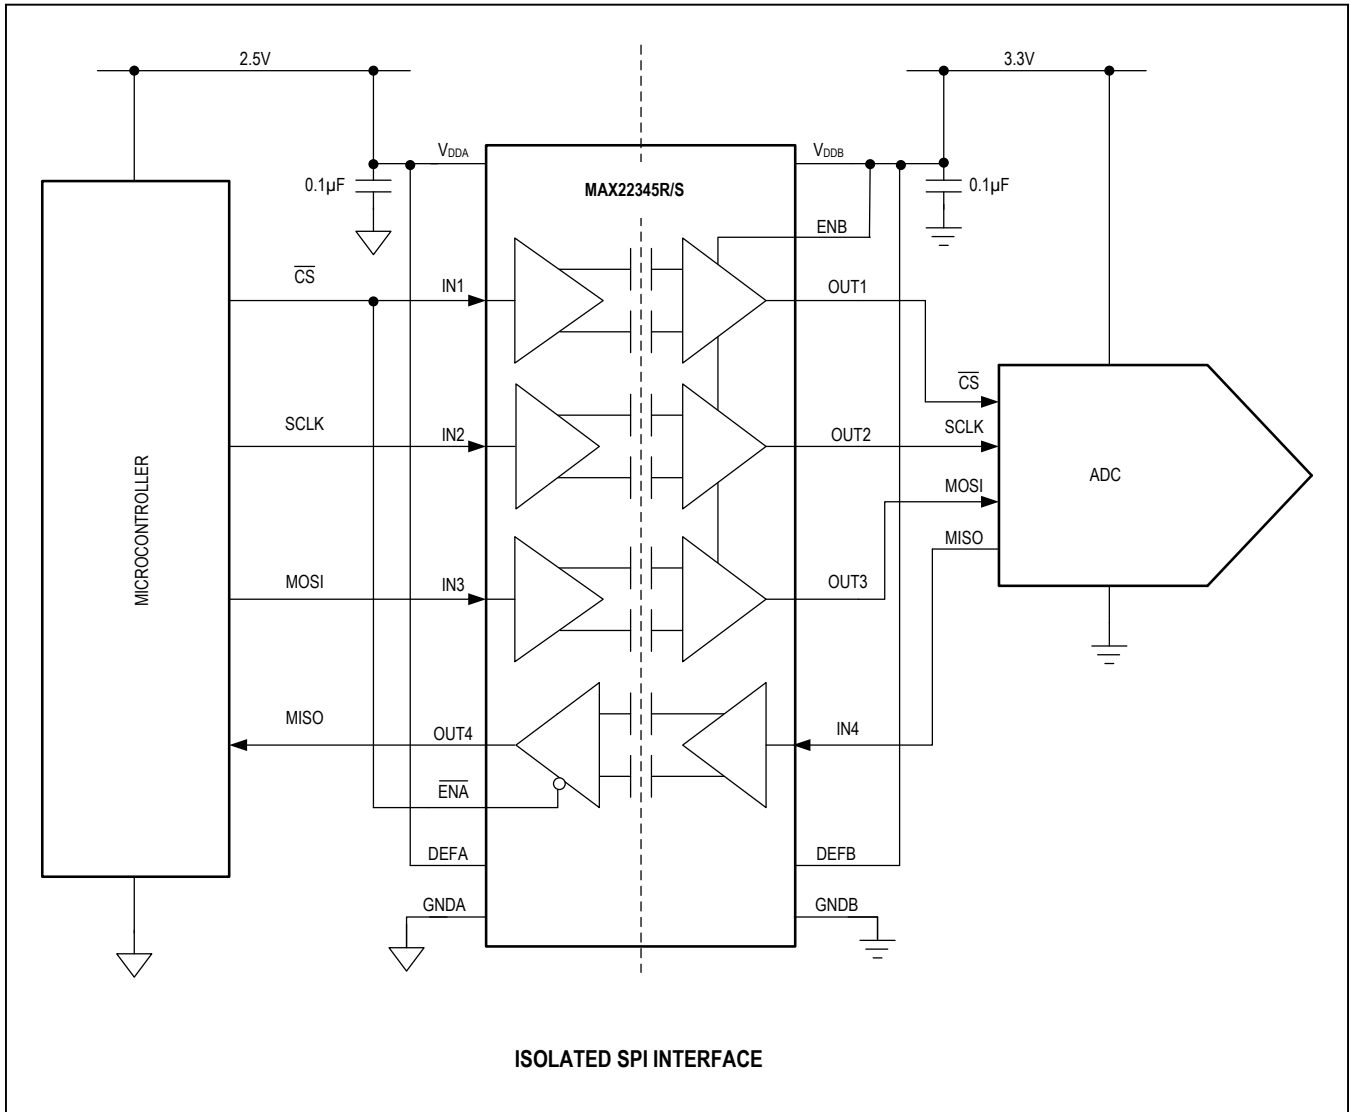 2.5V
3.3V
VDDA
VDDB
0.1µF
MAX22345R/S
0.1µF
ENB
CS
IN1
OUT1
CS
SCLK
IN2
OUT2
SCLK
MICROCONTROLLER
ADC
MOSI
MISO
MOSI
IN3
OUT3
MISO
OUT4
IN4
ENA
DEFA
DEFB
GNDA
GNDB
ISOLATED SPI INTERFACE